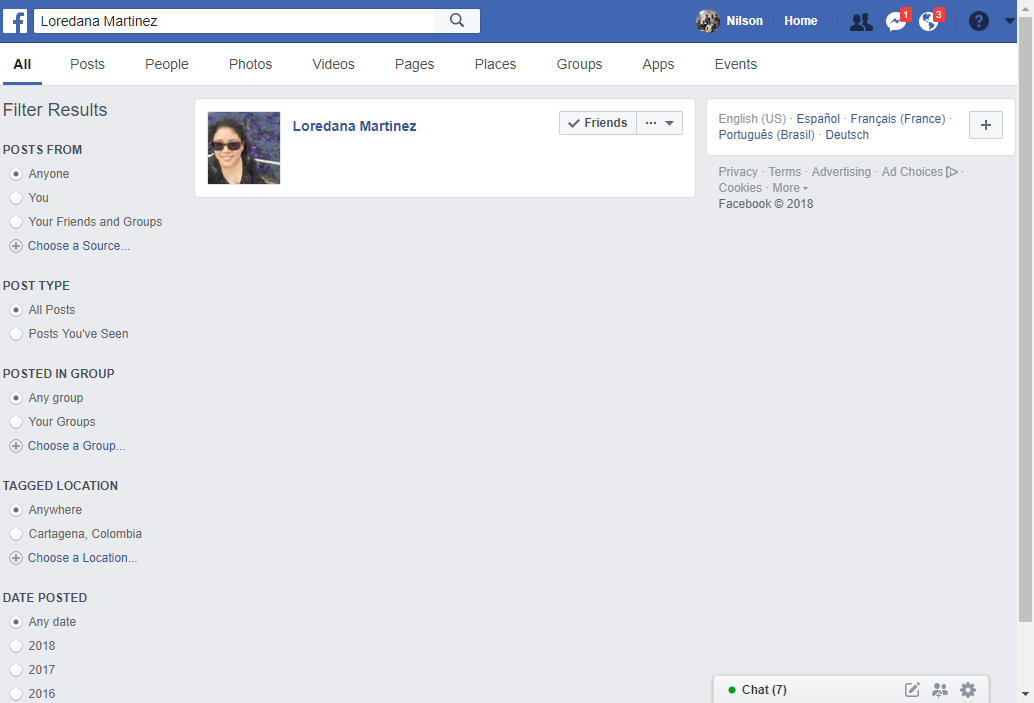 f Loredana Martinez Nilson Home 1 3 ?
All Posts People Photos Videos Pages Places Groups Apps Events
Filter Results
POSTS FROM
Anyone
You
Your Friends and Groups
Choose a Source...
POST TYPE
All Posts
Posts You've Seen
POSTED IN GROUP
Any group
Your Groups
Choose a Group...
TAGGED LOCATION
Anywhere
Cartagena, Colombia
Choose a Location...
DATE POSTED
Any date
2018
2017
2016
Loredana Martinez
Friends ···
English (US) · Español · Français (France) ·
Português (Brasil) · Deutsch
+
Privacy · Terms · Advertising · Ad Choices ·
Cookies · More
Facebook © 2018
Chat (7)